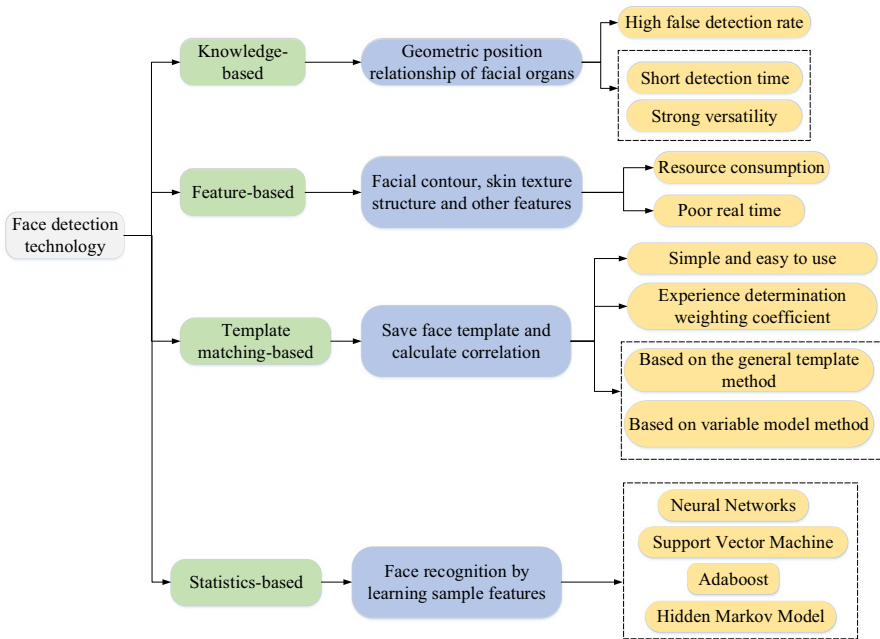 Face detection
technology
Knowledge-
based
Geometric position
relationship of facial organs
High false detection rate
Short detection time
Strong versatility
Feature-based
Facial contour, skin texture
structure and other features
Resource consumption
Poor real time
Template
matching-based
Save face template and
calculate correlation
Simple and easy to use
Experience determination
weighting coefficient
Based on the general template
method
Based on variable model method
Statistics-based
Face recognition by
learning sample features
Neural Networks
Support Vector Machine
Adaboost
Hidden Markov Model